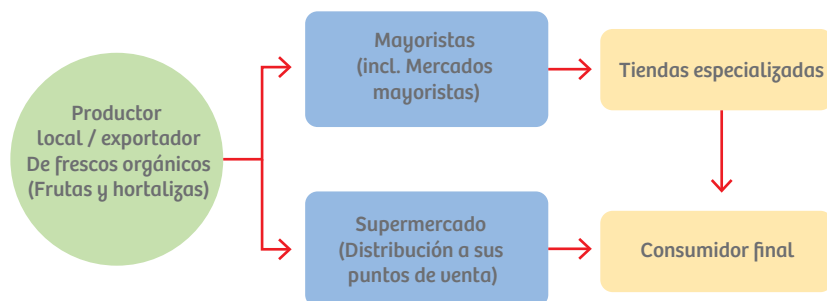 Productor
local / exportador
De frescos orgánicos
(Frutas y hortalizas)
Mayoristas
(incl. Mercados
mayoristas)
Tiendas especializadas
Supermercado
(Distribución a sus
puntos de venta)
Consumidor final